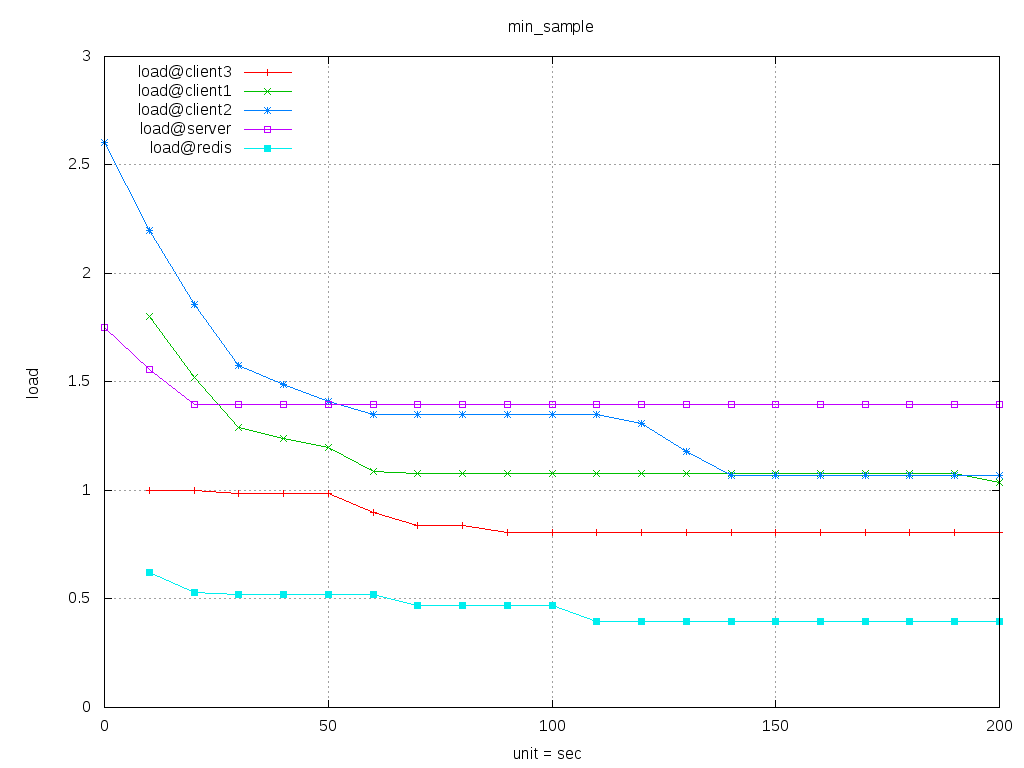 min_sample
load@client3
load@client1
load@client2
load@server
load@redis
3
2.5
2
1.5
1
0.5
0
load
0 50 100 150 200
unit = sec